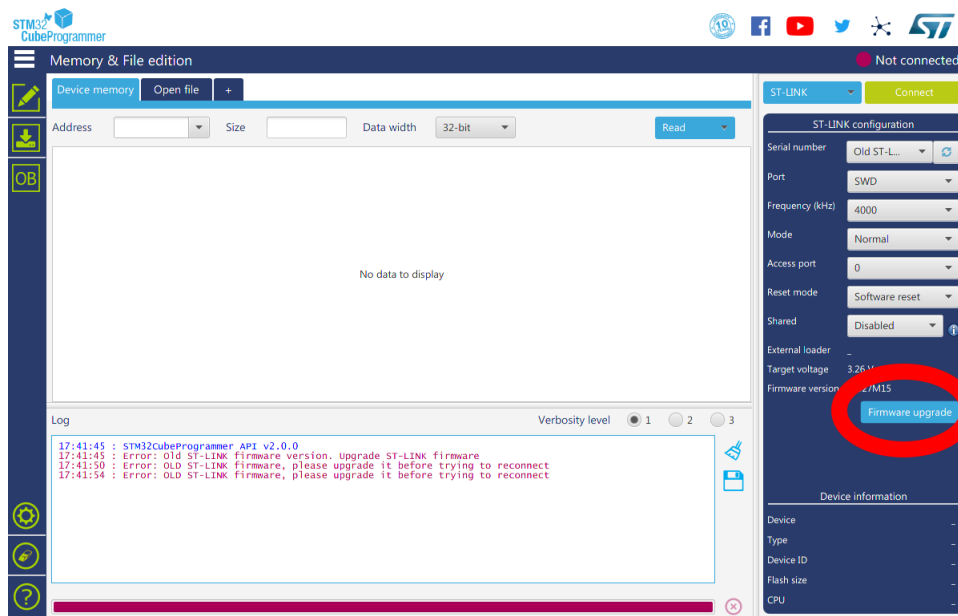 STM32
CubeProgrammer
10
ST
Memory & File edition
Not connected
Device memory
Open file
+
ST-LINK
Connect
Address
Size
Data width
32-bit
Read
ST-LINK configuration
Serial number
Old ST-L...
Port
SWD
Frequency (kHz)
4000
Mode
Normal
Access port
0
Reset mode
Software reset
Shared
Disabled
External loader
_
Target voltage
3.26 V
Firmware version
27M15
Firmware upgrade
OB
No data to display
Log
Verbosity level
1
2
3
17:41:45 : STM32CubeProgrammer API v2.0.0
17:41:45 : Error: Old ST-LINK firmware version. Upgrade ST-LINK firmware
17:41:50 : Error: OLD ST-LINK firmware, please upgrade it before trying to reconnect
17:41:54 : Error: OLD ST-LINK firmware, please upgrade it before trying to reconnect
Device information
Device
_
Type
_
Device ID
_
Flash size
_
CPU
_
?